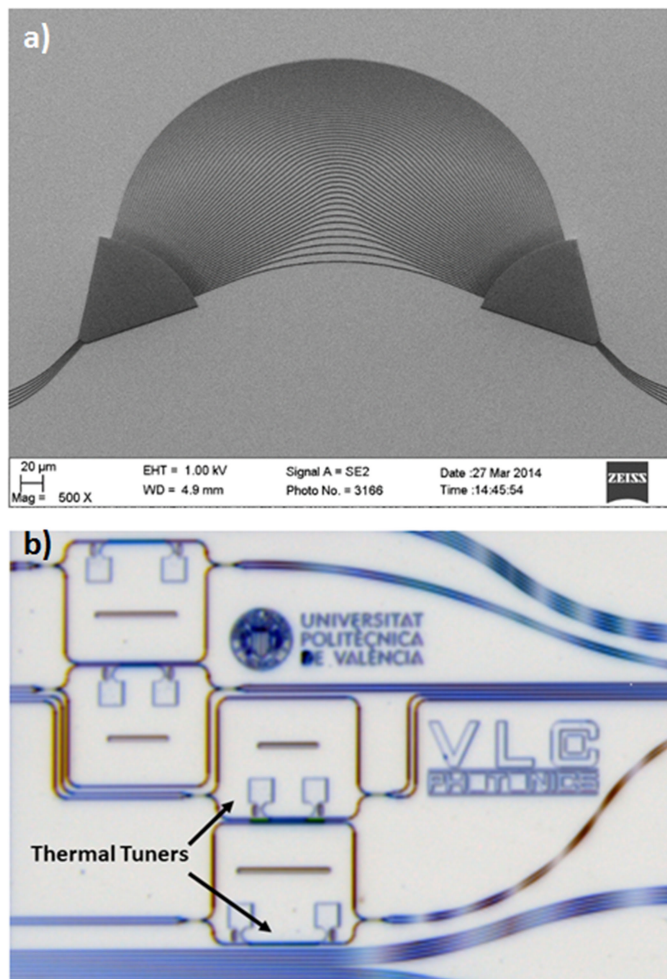 a)
20 µm
Mag = 500 X
EHT = 1.00 kV
WD = 4.9 mm
Signal A = SE2
Photo No. = 3166
Date :27 Mar 2014
Time :14:45:54
ZEISS
b)
UNIVERSITAT
POLITÈCNICA
DE VALÈNCIA
VLC
PHOTONICS
Thermal Tuners